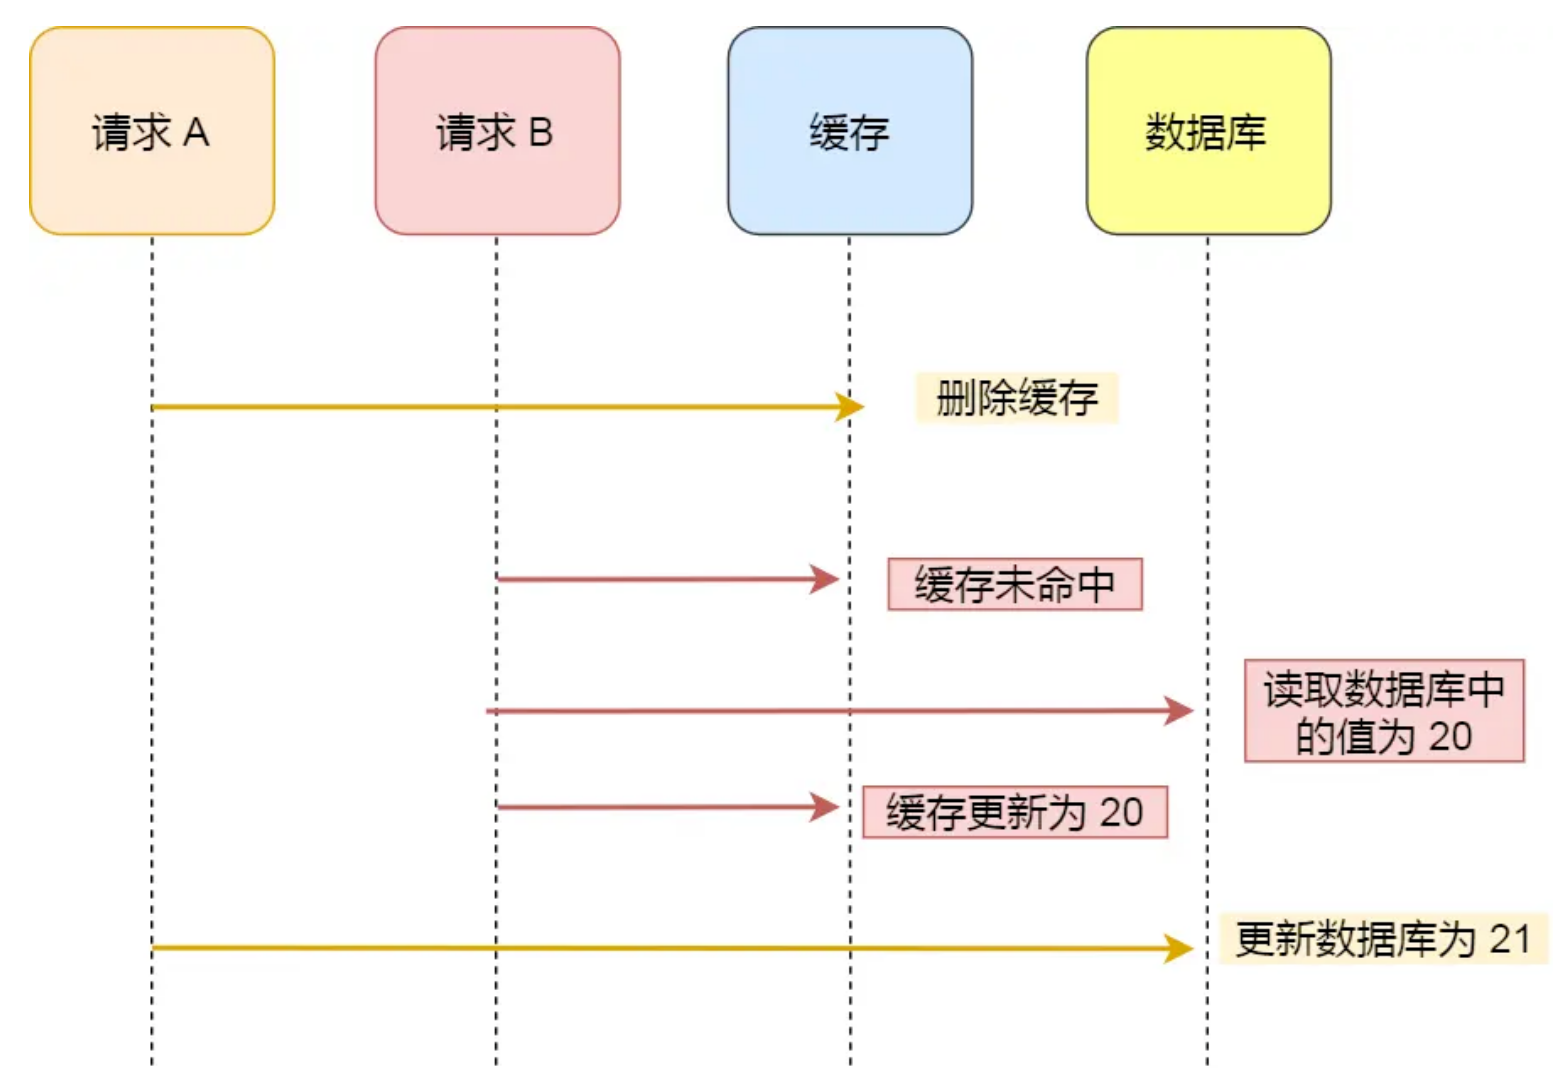 请求 A
请求 B
缓存
数据库
删除缓存
缓存未命中
读取数据库中
的值为 20
缓存更新为 20
更新数据库为 21